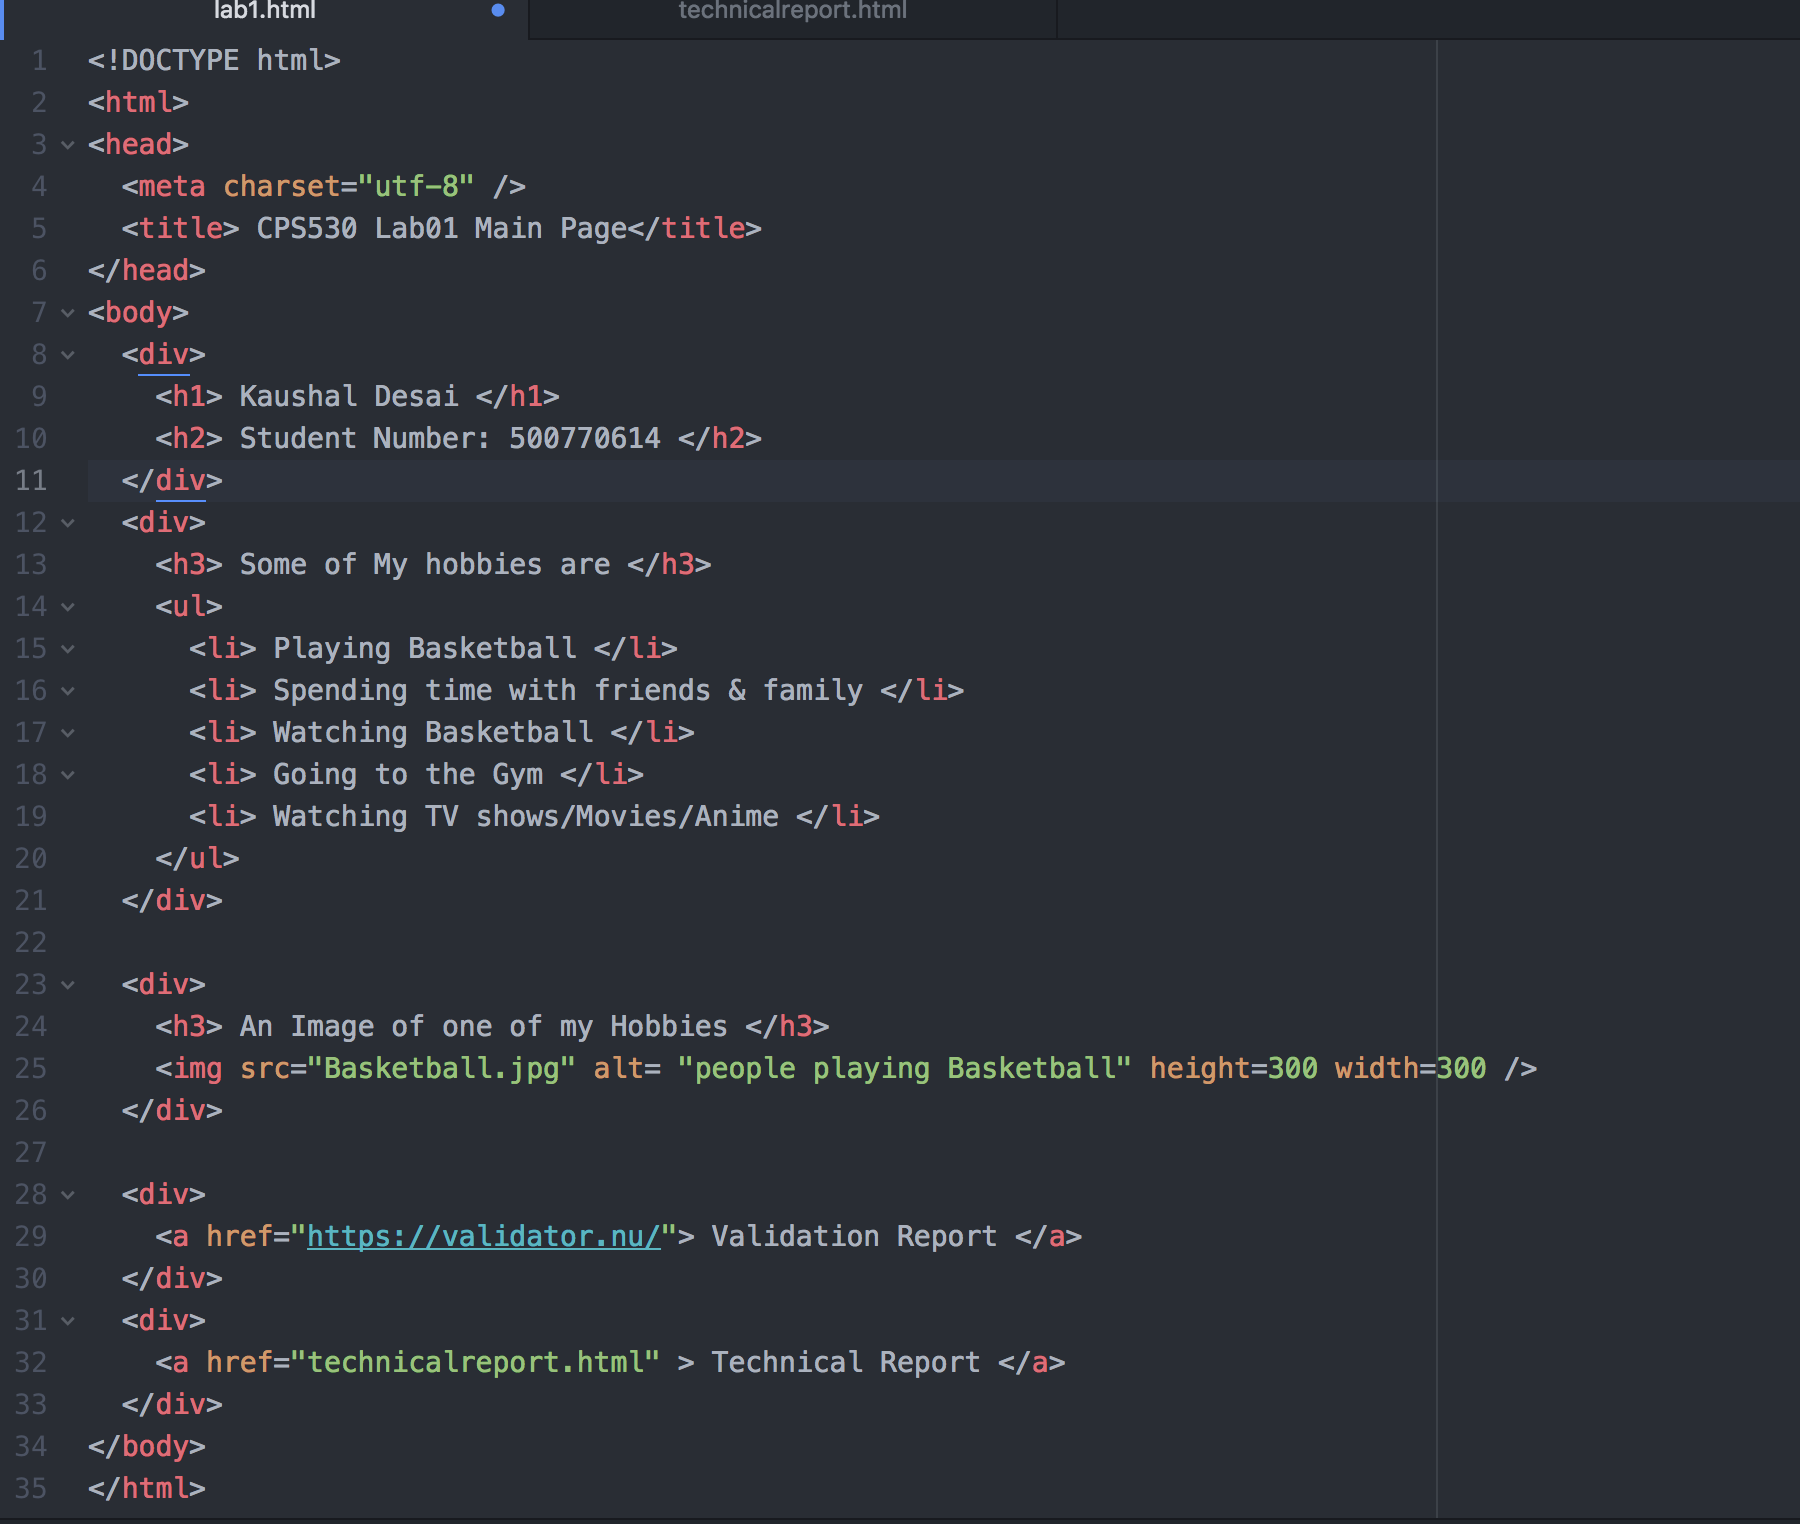 lab1.html technicalreport.html
1 <!DOCTYPE html>
2 <html>
3 <head>
4   <meta charset="utf-8" />
5   <title> CPS530 Lab01 Main Page</title>
6 </head>
7 <body>
8   <div>
9     <h1> Kaushal Desai </h1>
10     <h2> Student Number: 500770614 </h2>
11   </div>
12   <div>
13     <h3> Some of My hobbies are </h3>
14     <ul>
15       <li> Playing Basketball </li>
16       <li> Spending time with friends & family </li>
17       <li> Watching Basketball </li>
18       <li> Going to the Gym </li>
19       <li> Watching TV shows/Movies/Anime </li>
20     </ul>
21   </div>
22
23   <div>
24     <h3> An Image of one of my Hobbies </h3>
25     <img src="Basketball.jpg" alt= "people playing Basketball" height=300 width=300 />
26   </div>
27
28   <div>
29     <a href="https://validator.nu/"> Validation Report </a>
30   </div>
31   <div>
32     <a href="technicalreport.html" > Technical Report </a>
33   </div>
34 </body>
35 </html>